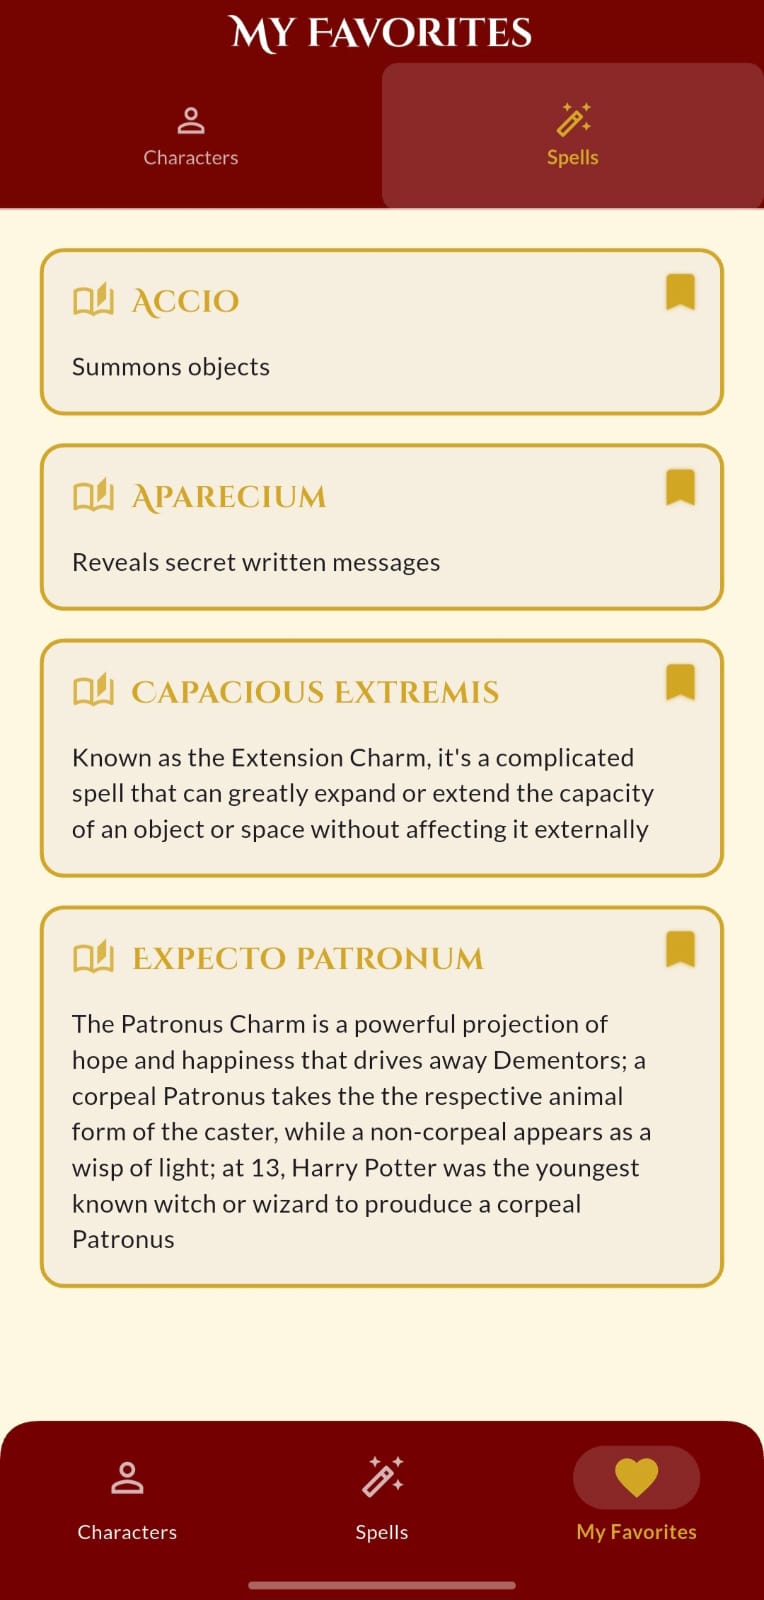 My Favorites
Characters
Spells
Accio
Summons objects
Aparecium
Reveals secret written messages
Capacious Extremis
Known as the Extension Charm, it's a complicated
spell that can greatly expand or extend the capacity
of an object or space without affecting it externally
Expecto Patronum
The Patronus Charm is a powerful projection of
hope and happiness that drives away Dementors; a
corpeal Patronus takes the the respective animal
form of the caster, while a non-corpeal appears as a
wisp of light; at 13, Harry Potter was the youngest
known witch or wizard to prouduce a corpeal
Patronus
Characters
Spells
My Favorites